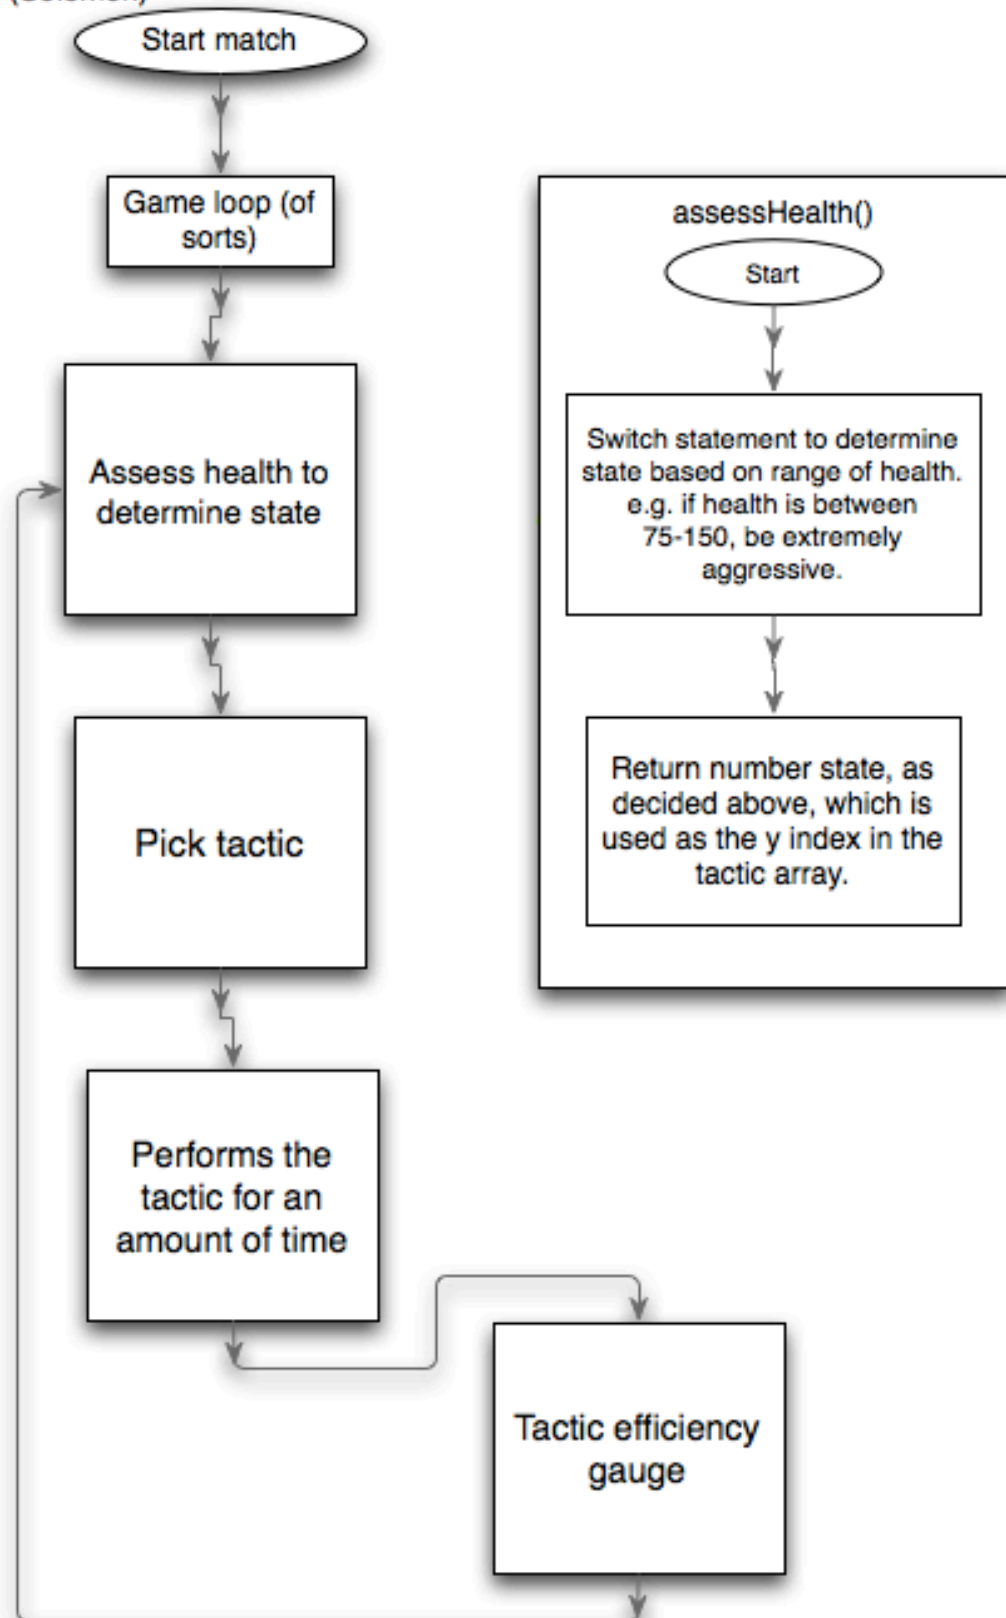 Start match
Game loop (of
sorts)
Assess health to
determine state
Pick tactic
Performs the
tactic for an
amount of time
Tactic efficiency
gauge
assessHealth()
Start
Switch statement to determine
state based on range of health.
e.g. if health is between
75-150, be extremely
aggressive.
Return number state, as
decided above, which is
used as the y index in the
tactic array.